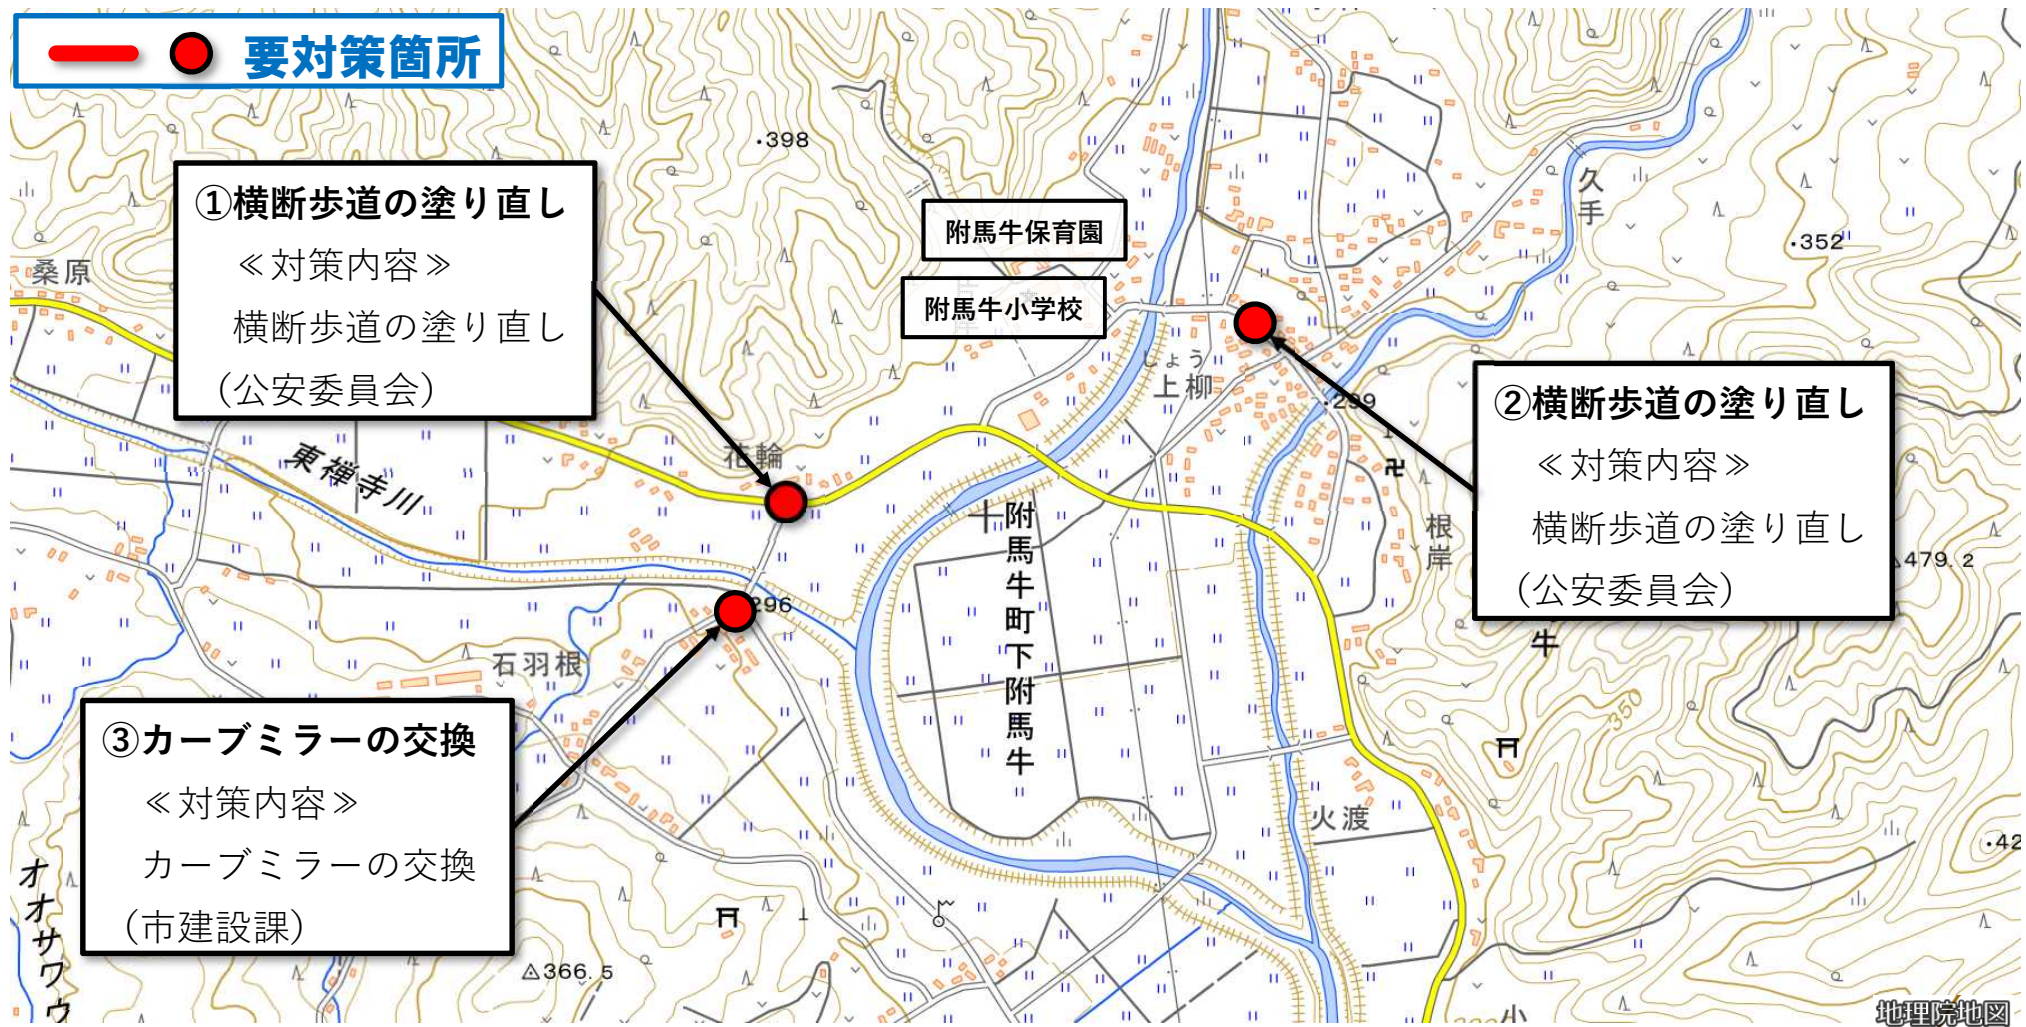 要対策箇所
①横断歩道の塗り直し
≪対策内容≫
横断歩道の塗り直し
（公安委員会）
附馬牛保育園
附馬牛小学校
②横断歩道の塗り直し
≪対策内容≫
横断歩道の塗り直し
（公安委員会）
③カーブミラーの交換
≪対策内容≫
カーブミラーの交換
（市建設課）
・398
久手
・352
桑原
しょう
上柳
・299
花輪
東禅寺川
附馬牛町下附馬牛
根岸
479.2
296
石羽根
牛
350
火渡
・42
オオサワウ
366.5
小
地理院地図